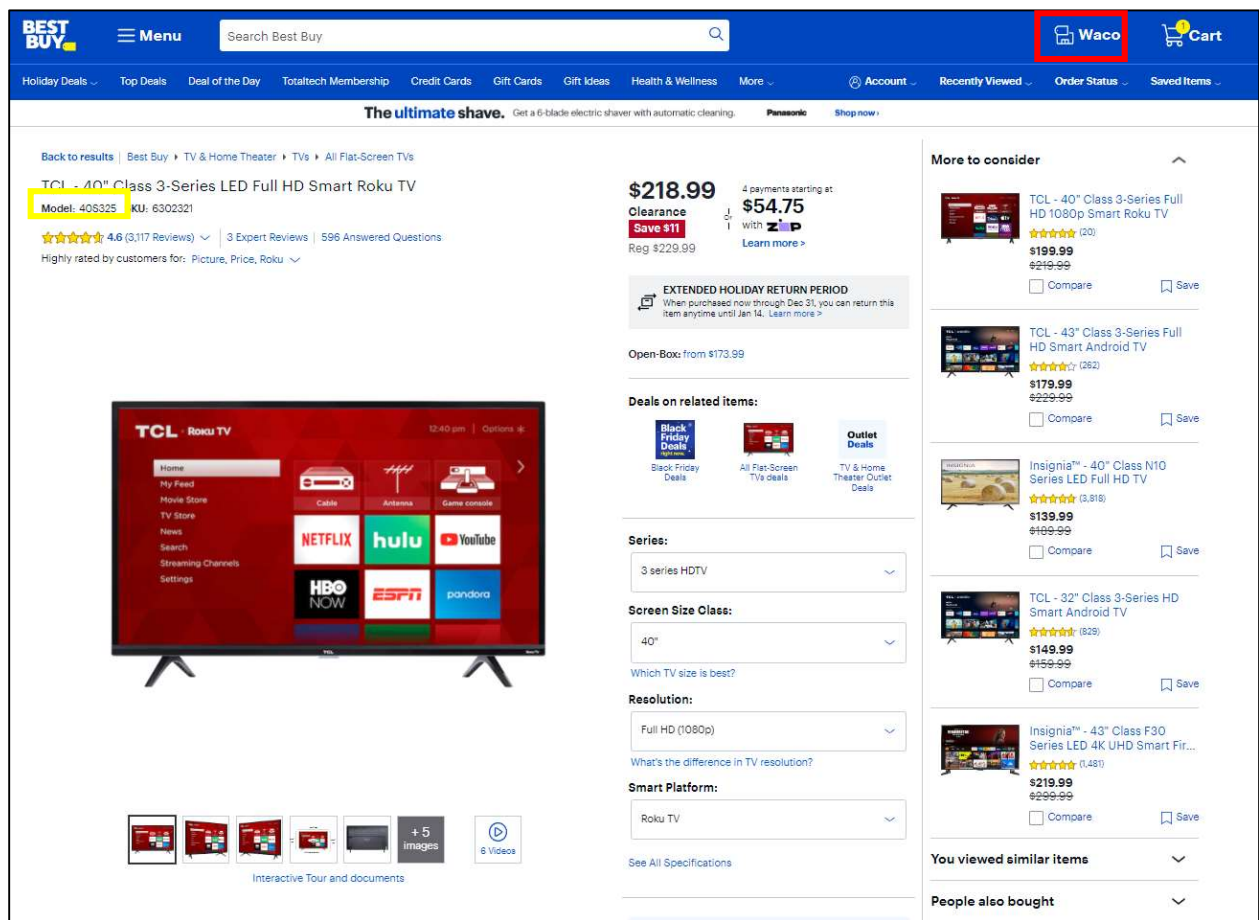 BEST BUY
Menu
Search Best Buy
Waco
1
Cart
Holiday Deals
Top Deals
Deal of the Day
Totaltech Membership
Credit Cards
Gift Cards
Gift Ideas
Health & Wellness
More
Account
Recently Viewed
Order Status
Saved Items
The ultimate shave. Get a 6-blade electric shaver with automatic cleaning. Panasonic Shop now ›
Back to results | Best Buy ▸ TV & Home Theater ▸ TVs ▸ All Flat-Screen TVs
TCL - 40" Class 3-Series LED Full HD Smart Roku TV
Model: 40S325 SKU: 6302321
4.6 (3,117 Reviews) | 3 Expert Reviews | 596 Answered Questions
Highly rated by customers for: Picture, Price, Roku
TCL · Roku TV
12:40 pm | Options
Home
My Feed
Movie Store
TV Store
News
Search
Streaming Channels
Settings
Cable
Antenna
Game console
NETFLIX
hulu
YouTube
HBO NOW
ESPN
pandora
TCL
+ 5 images
6 Videos
Interactive Tour and documents
$218.99
Clearance
Save $11
Reg $229.99
or
4 payments starting at
$54.75
with zip
Learn more >
EXTENDED HOLIDAY RETURN PERIOD
When purchased now through Dec 31, you can return this
item anytime until Jan 14. Learn more >
Open-Box: from $173.99
Deals on related items:
Black Friday Deals right now.
Black Friday Deals
All Flat-Screen TVs deals
Outlet Deals
TV & Home Theater Outlet Deals
Series:
3 series HDTV
Screen Size Class:
40"
Which TV size is best?
Resolution:
Full HD (1080p)
What's the difference in TV resolution?
Smart Platform:
Roku TV
See All Specifications
More to consider
TCL - 40" Class 3-Series Full
HD 1080p Smart Roku TV
(20)
$199.99
$219.99
Compare
Save
TCL - 43" Class 3-Series Full
HD Smart Android TV
(262)
$179.99
$229.99
Compare
Save
INSIGNIA
Insignia™ - 40" Class N10
Series LED Full HD TV
(3,818)
$139.99
$189.99
Compare
Save
TCL - 32" Class 3-Series HD
Smart Android TV
(829)
$149.99
$159.99
Compare
Save
Insignia™ - 43" Class F30
Series LED 4K UHD Smart Fir...
(1,481)
$219.99
$299.99
Compare
Save
You viewed similar items
People also bought